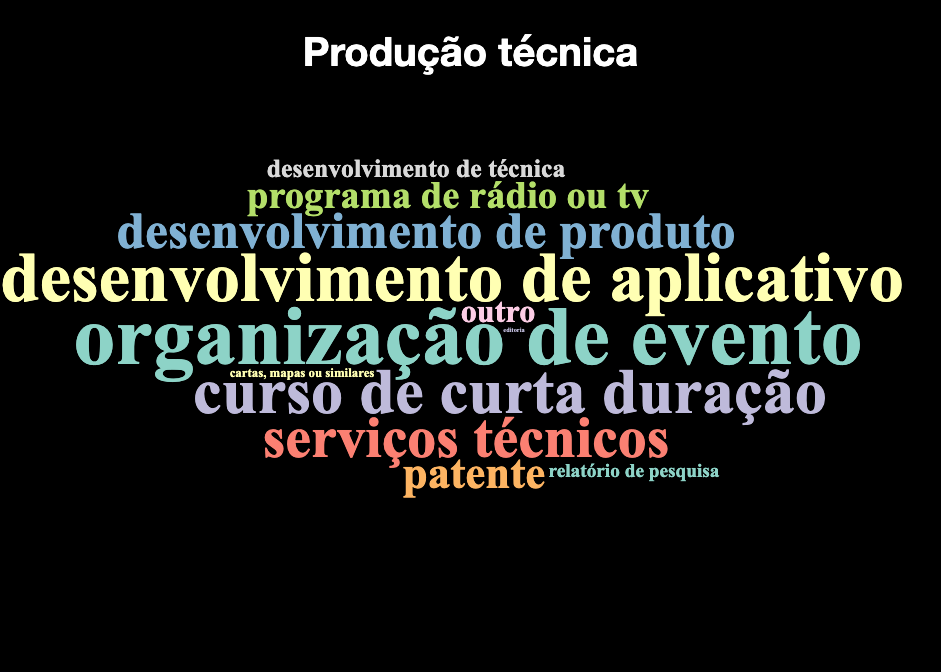 Produção técnica
desenvolvimento de técnica
programa de rádio ou tv
desenvolvimento de produto
desenvolvimento de aplicativo
outro
editoria
organização de evento
cartas, mapas ou similares
curso de curta duração
serviços técnicos
patente
relatório de pesquisa